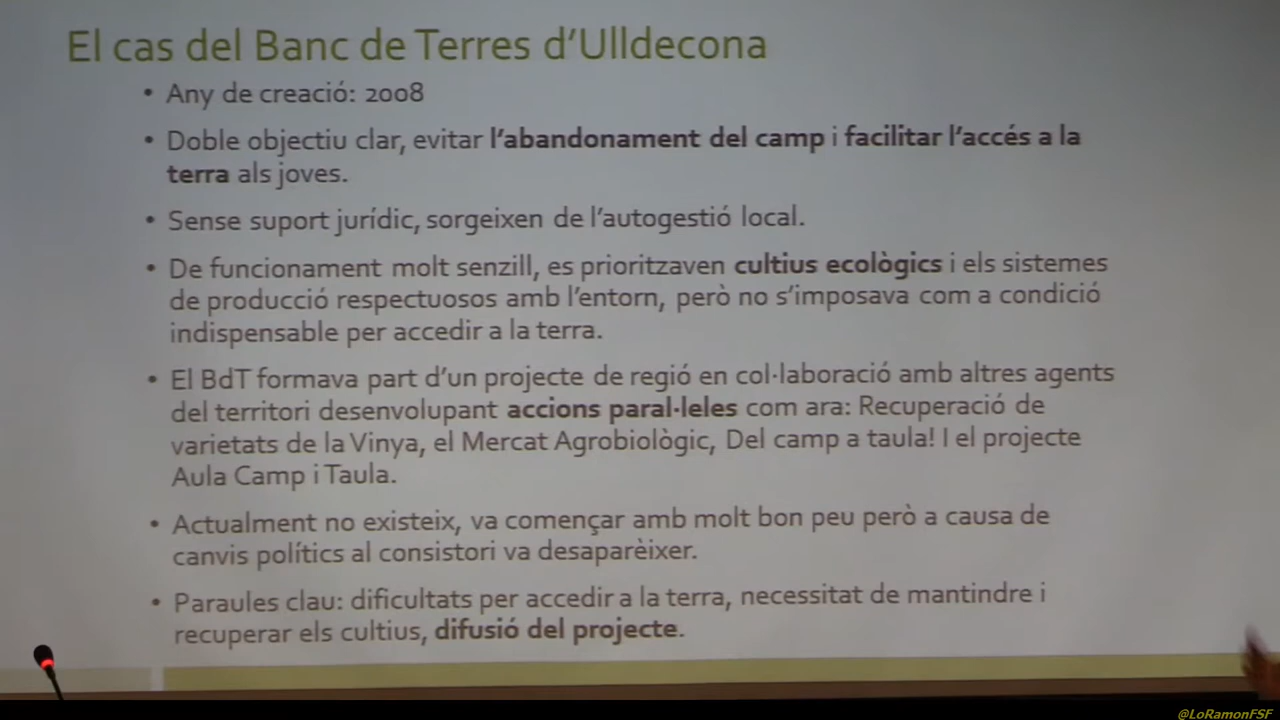 El cas del Banc de Terres d'Ulldecona
• Any de creació: 2008
• Doble objectiu clar, evitar l'abandonament del camp i facilitar l'accés a la
terra als joves.
• Sense suport jurídic, sorgeixen de l'autogestió local.
• De funcionament molt senzill, es prioritzaven cultius ecològics i els sistemes
de producció respectuosos amb l'entorn, però no s'imposava com a condició
indispensable per accedir a la terra.
• El BdT formava part d'un projecte de regió en col·laboració amb altres agents
del territori desenvolupant accions paral·leles com ara: Recuperació de
varietats de la Vinya, el Mercat Agrobiològic, Del camp a taula! I el projecte
Aula Camp i Taula.
• Actualment no existeix, va començar amb molt bon peu però a causa de
canvis polítics al consistori va desaparèixer.
• Paraules clau: dificultats per accedir a la terra, necessitat de mantindre i
recuperar els cultius, difusió del projecte.
@LoRamonFSF